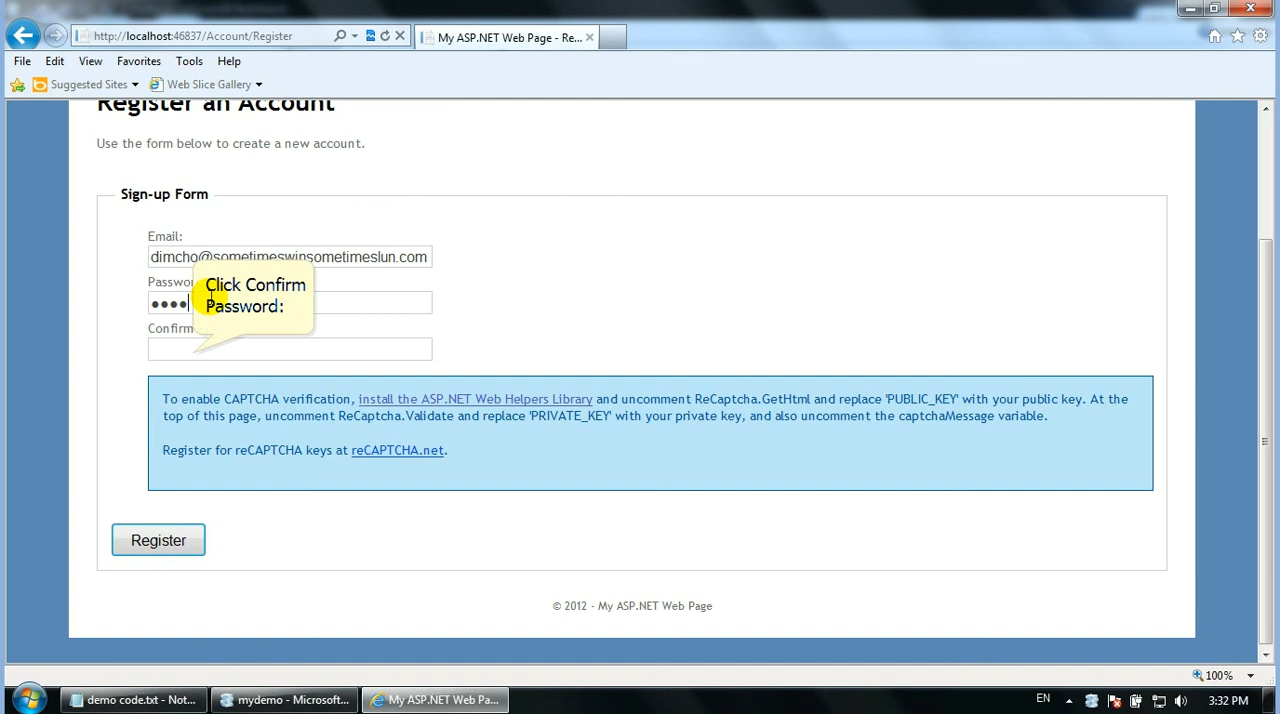 http://localhost:46837/Account/Register
My ASP.NET Web Page - Re...
File Edit View Favorites Tools Help
Suggested Sites Web Slice Gallery
Register an Account
Use the form below to create a new account.
Sign-up Form
Email:
dimcho@sometimeswinsometimeslun.com
Passwo
Click Confirm
Password:
Confirm
To enable CAPTCHA verification, install the ASP.NET Web Helpers Library and uncomment ReCaptcha.GetHtml and replace 'PUBLIC_KEY' with your public key. At the
top of this page, uncomment ReCaptcha.Validate and replace 'PRIVATE_KEY' with your private key, and also uncomment the captchaMessage variable.
Register for reCAPTCHA keys at reCAPTCHA.net.
Register
© 2012 - My ASP.NET Web Page
100%
demo code.txt - Not... mydemo - Microsoft... My ASP.NET Web Pa... EN 3:32 PM